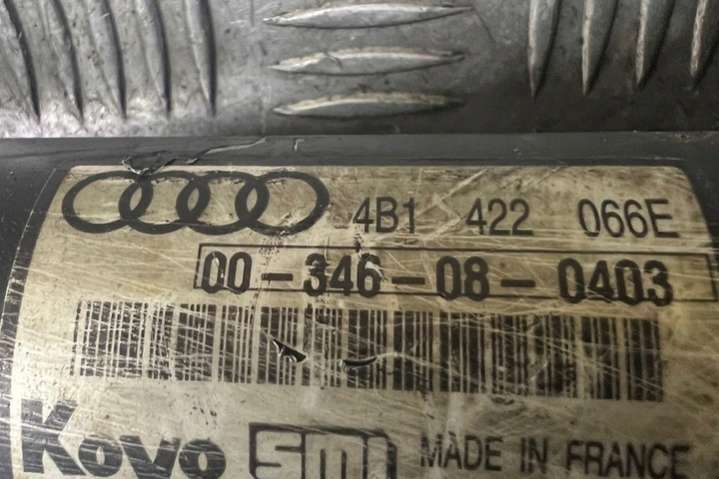 4B1 422 066E
00-346-08-0403
Koyo SMI MADE IN FRANCE